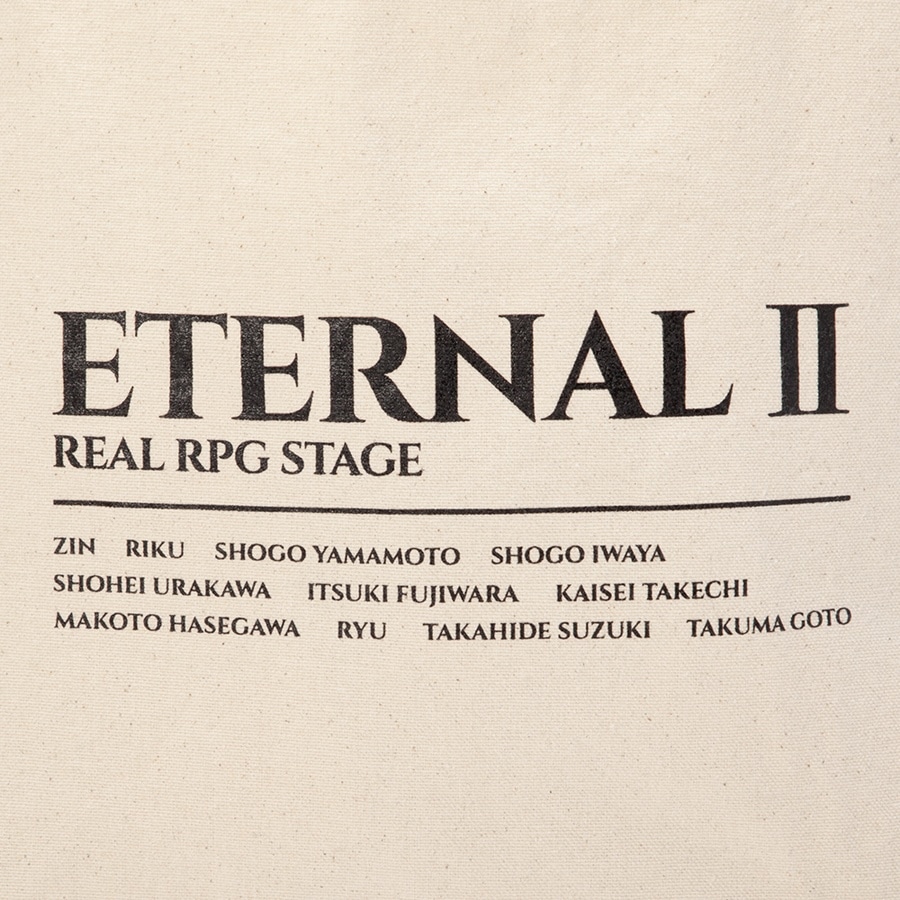 ETERNAL II
REAL RPG STAGE
ZIN RIKU SHOGO YAMAMOTO SHOGO IWAYA
SHOHEI URAKAWA ITSUKI FUJIWARA KAISEI TAKECHI
MAKOTO HASEGAWA RYU TAKAHIDE SUZUKI TAKUMA GOTO